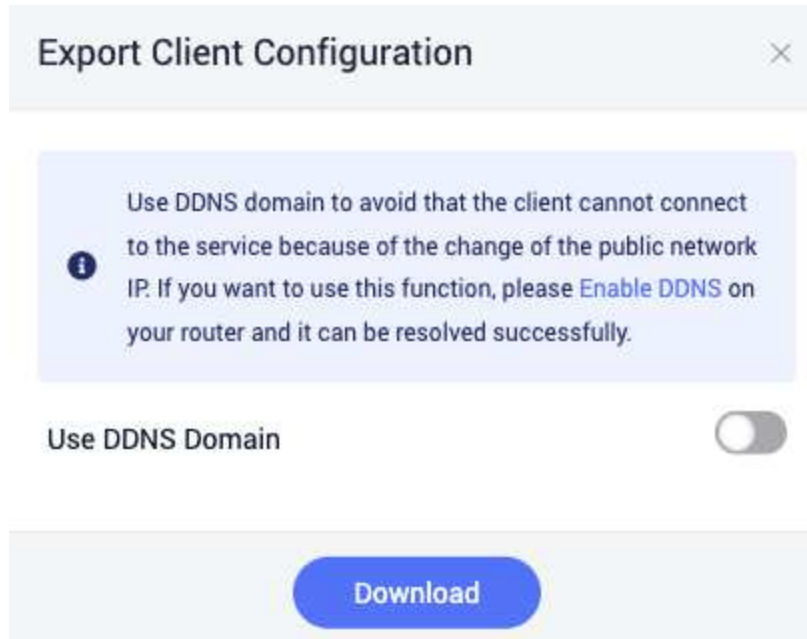 Export Client Configuration
Use DDNS domain to avoid that the client cannot connect
to the service because of the change of the public network
IP. If you want to use this function, please Enable DDNS on
your router and it can be resolved successfully.
Use DDNS Domain
Download